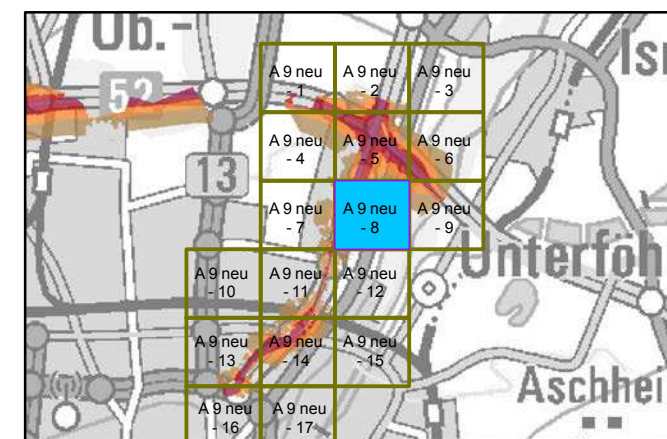 Ob.-
Isr
52
13
A 9 neu
- 1
A 9 neu
- 2
A 9 neu
- 3
A 9 neu
- 4
A 9 neu
- 5
A 9 neu
- 6
A 9 neu
- 7
A 9 neu
- 8
A 9 neu
- 9
Unterföh
A 9 neu
- 10
A 9 neu
- 11
A 9 neu
- 12
A 9 neu
- 13
A 9 neu
- 14
A 9 neu
- 15
Aschhei
A 9 neu
- 16
A 9 neu
- 17